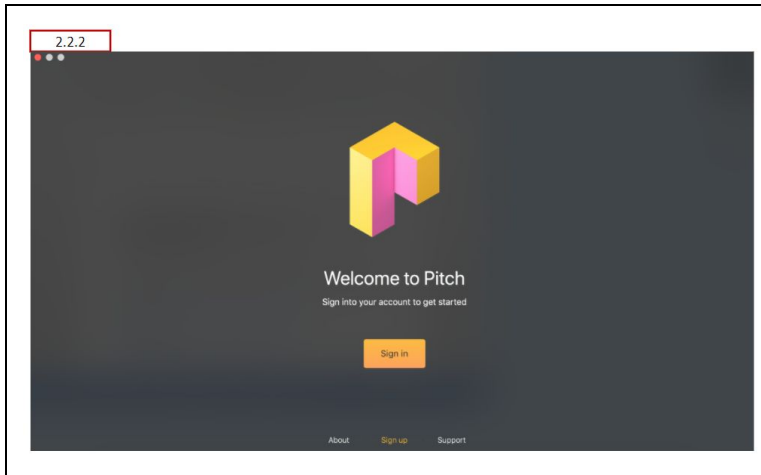 2.2.2
Welcome to Pitch
Sign into your account to get started
Sign in
About Sign up Support